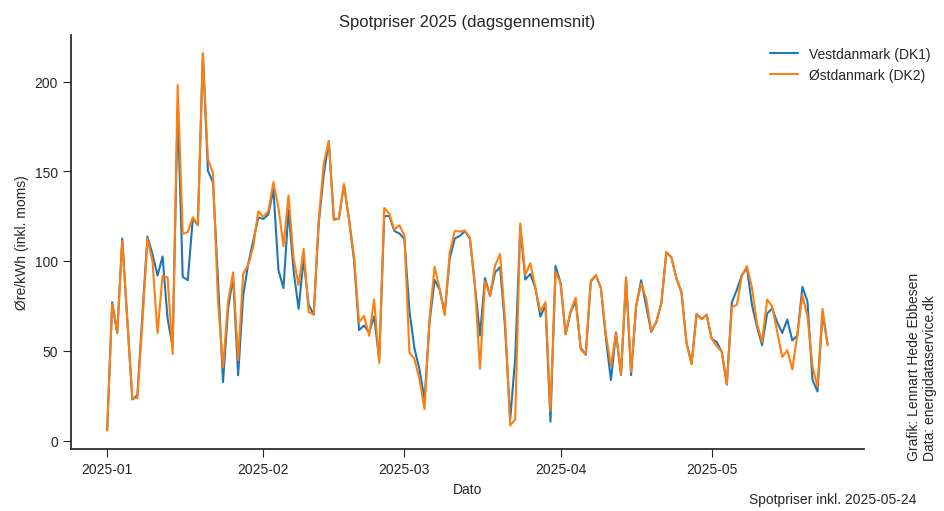 Spotpriser 2025 (dagsgennemsnit)
Vestdanmark (DK1)
Østdanmark (DK2)
200
150
100
50
0
Øre/kWh (inkl. moms)
2025-01
2025-02
2025-03
2025-04
2025-05
Dato
Grafik: Lennart Hede Ebbesen
Data: energidataservice.dk
Spotpriser inkl. 2025-05-24